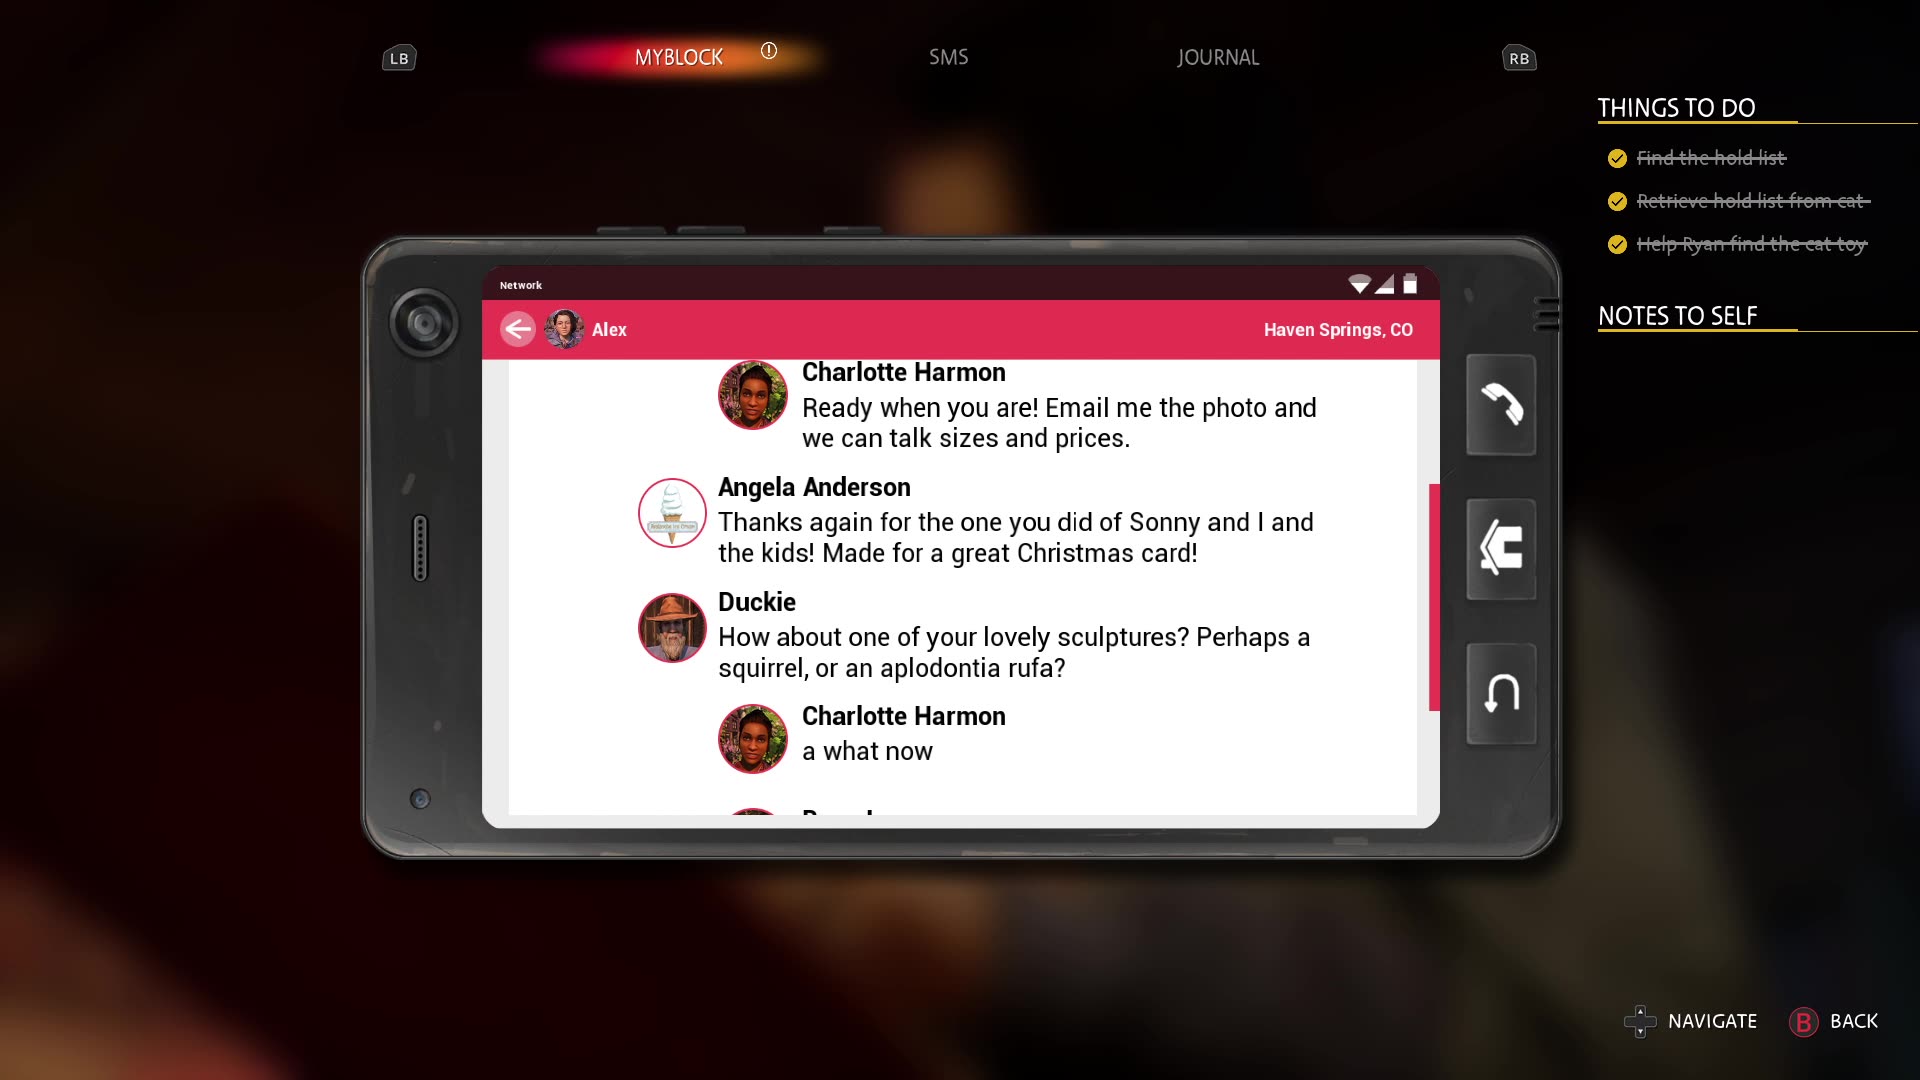 LB
MYBLOCK
SMS
JOURNAL
RB
THINGS TO DO
Find the hold list
Retrieve hold list from cat
Help Ryan find the cat toy
NOTES TO SELF
Network
Alex
Haven Springs, CO
Charlotte Harmon
Ready when you are! Email me the photo and
we can talk sizes and prices.
Angela Anderson
Thanks again for the one you did of Sonny and I and
the kids! Made for a great Christmas card!
Duckie
How about one of your lovely sculptures? Perhaps a
squirrel, or an aplodontia rufa?
Charlotte Harmon
a what now
NAVIGATE
B BACK